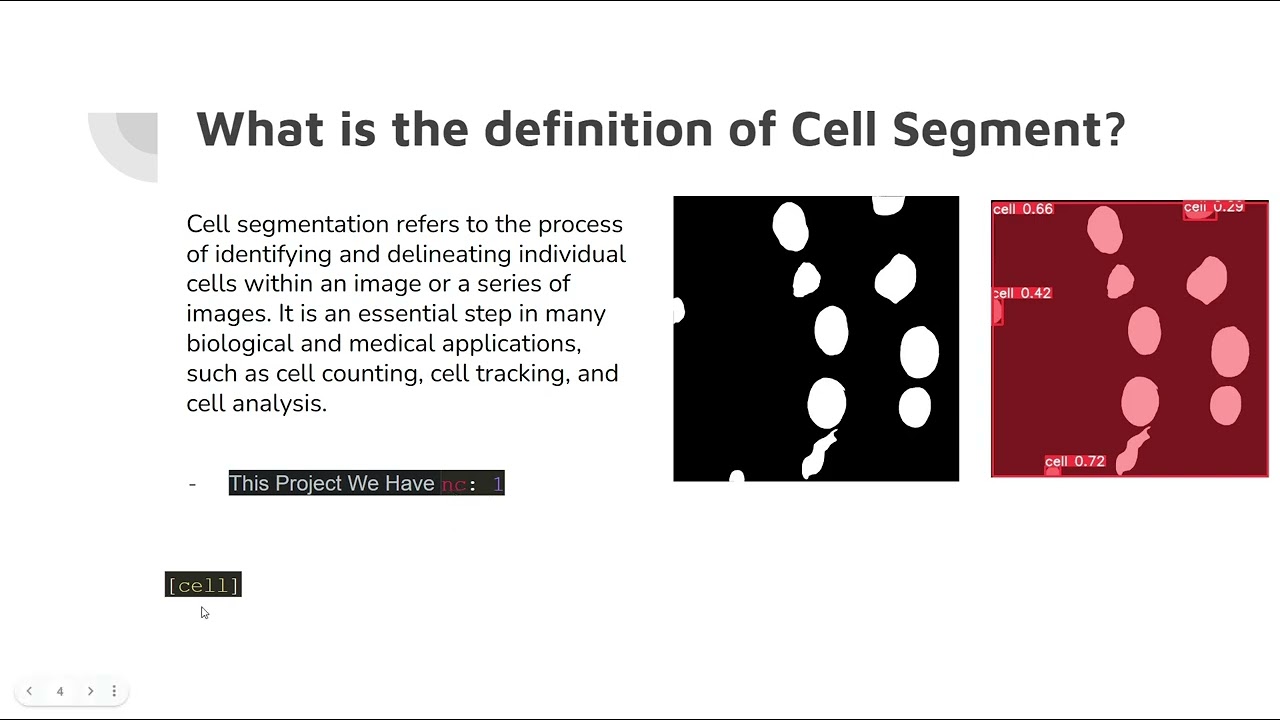 What is the definition of Cell Segment?
Cell segmentation refers to the process
of identifying and delineating individual
cells within an image or a series of
images. It is an essential step in many
biological and medical applications,
such as cell counting, cell tracking, and
cell analysis.
- This Project We Have nc: 1
[cell]
cell 0.66
cell 0.29
cell 0.42
cell 0.72
4